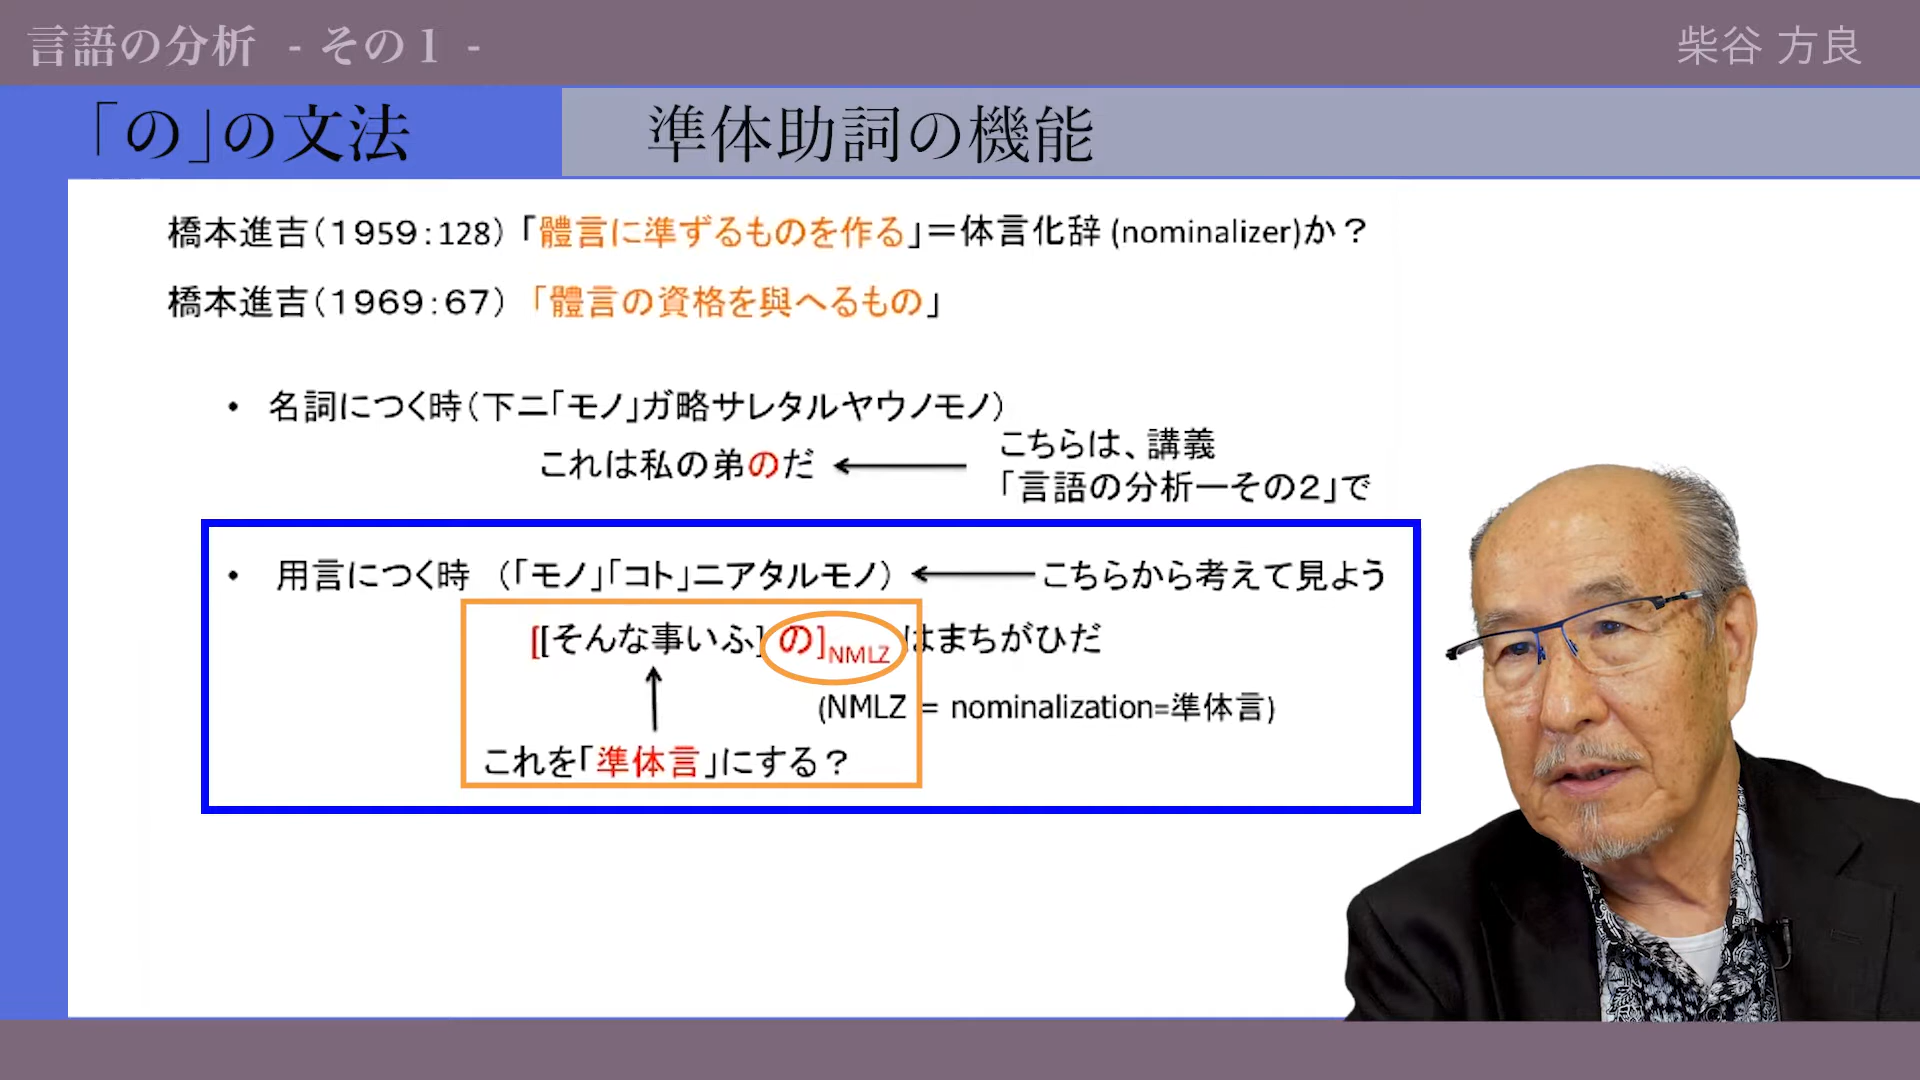 言語の分析 - その1 -
柴谷 方良
「の」の文法
準体助詞の機能
橋本進吉(1959:128)「體言に準ずるものを作る」=体言化辞 (nominalizer)か?
橋本進吉(1969:67) 「體言の資格を與へるもの」
• 名詞につく時(下ニ「モノ」ガ略サレタルヤウノモノ)
これは私の弟のだ
こちらは、講義
「言語の分析ーその2」で
• 用言につく時 (「モノ」「コト」ニアタルモノ)
こちらから考えて見よう
[[そんな事いふ] の]NMLZ はまちがひだ
(NMLZ = nominalization=準体言)
これを「準体言」にする?